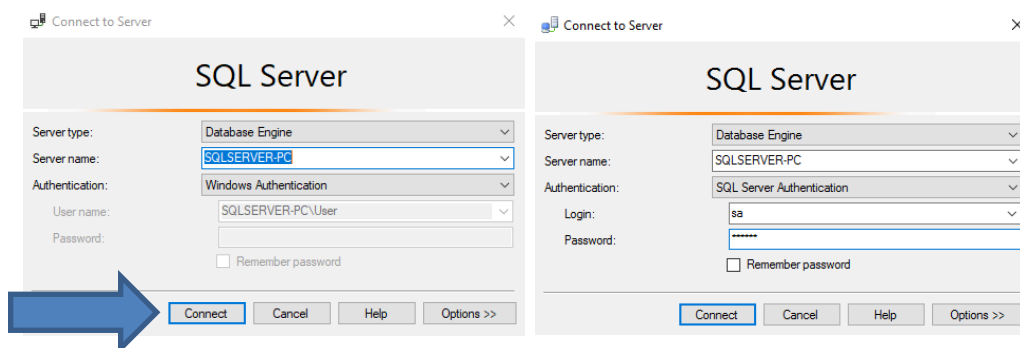 Connect to Server
SQL Server
Server type:
Database Engine
Server name:
SQLSERVER-PC
Authentication:
Windows Authentication
User name:
SQLSERVER-PC\User
Password:
Remember password
Connect
Cancel
Help
Options >>
Connect to Server
SQL Server
Server type:
Database Engine
Server name:
SQLSERVER-PC
Authentication:
SQL Server Authentication
Login:
sa
Password:
Remember password
Connect
Cancel
Help
Options >>